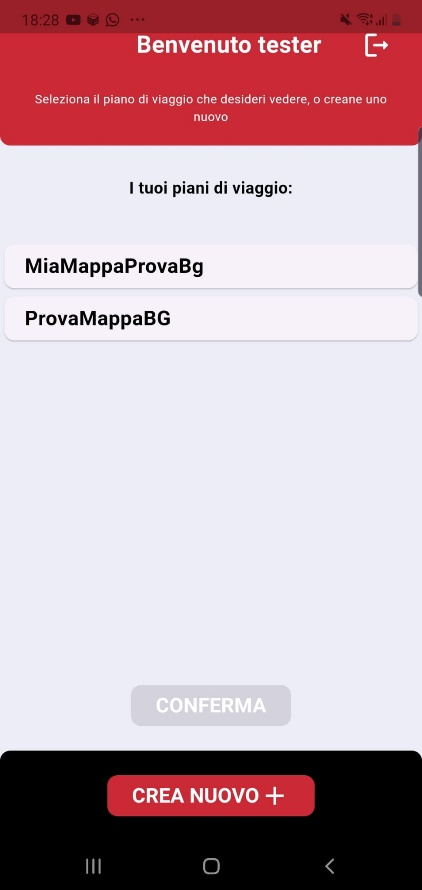 18:28
Benvenuto tester
Seleziona il piano di viaggio che desideri vedere, o creane uno
nuovo
I tuoi piani di viaggio:
MiaMappaProvaBg
ProvaMappaBG
CONFERMA
CREA NUOVO +